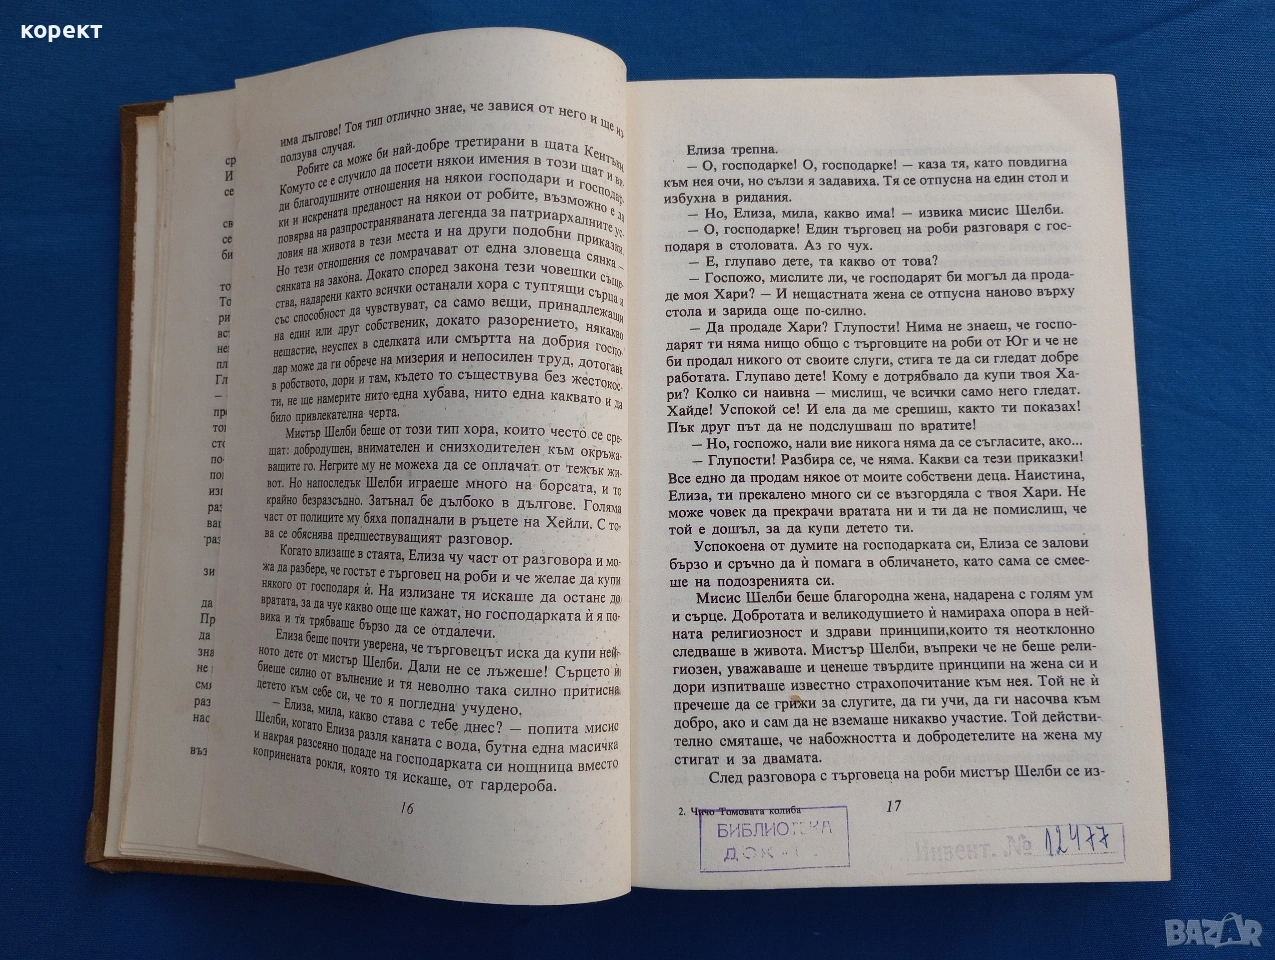 корект
има дългове! Тоя тип отлично знае, че завися от него и ще из-
ползува случая.
Робите са може би най-добре третирани в щата Кентъки.
Комуто се е случило да посети някои имения в този щат и ви-
ди благодушните отношения на някои господари и господар-
ки и искрената преданост на някои от робите, възможно е да
повярва на разпространяваната легенда за патриархалните ус-
ловия на живота в тези места и на други подобни приказки.
Но тези отношения се помрачават от една зловеща сянка –
сянката на закона. Докато според закона тези човешки съще-
ства, надарени както всички останали хора с туптящи сърца и
със способност да чувствуват, са само вещи, принадлежащи
на един или друг собственик, докато разорението, някакво
нещастие, неуспех в сделката или смъртта на добрия госпо-
дар може да ги обрече на мизерия и непосилен труд, дотогава
в робството, дори и там, където то съществува без жестокос-
ти, не ще намерите нито една хубава, нито една каквато и да
било привлекателна черта.
Мистър Шелби беше от този тип хора, които често се сре-
щат: добродушен, внимателен и снизходителен към окръжа-
ващите го. Негрите му не можеха да се оплачат от тежък жи-
вот. Но напоследък Шелби играеше много на борсата, и то
крайно безразсъдно. Затънал бе дълбоко в дългове. Голяма
част от полиците му бяха попаднали в ръцете на Хейли. С то-
ва се обяснява предшествуващият разговор.
Когато влизаше в стаята, Елиза чу част от разговора и мо-
жа да разбере, че гостът е търговец на роби и че желае да купи
някого от господаря ѝ. На излизане тя искаше да остане до
вратата, за да чуе какво още ще кажат, но господарката ѝ я по-
вика и тя трябваше бързо да се отдалечи.
Елиза беше почти уверена, че търговецът иска да купи ней-
ното дете от мистър Шелби. Дали не се лъжеше! Сърцето ѝ
биеше силно от вълнение и тя неволно така силно притисна
детето към себе си, че то я погледна учудено.
– Елиза, мила, какво става с тебе днес? — попита мисис
Шелби, когато Елиза разля каната с вода, бутна една масичка
и накрая разсеяно подаде на господарката си нощница вместо
копринената рокля, която тя искаше, от гардероба.
16
Елиза трепна.
– О, господарке! О, господарке! — каза тя, като повдигна
към нея очи, но сълзи я задавиха. Тя се отпусна на един стол и
избухна в ридания.
– Но, Елиза, мила, какво има! — извика мисис Шелби.
– О, господарке! Един търговец на роби разговаря с гос-
подаря в столовата. Аз го чух.
– Е, глупаво дете, та какво от това?
– Госпожо, мислите ли, че господарят би могъл да прода-
де моя Хари? — И нещастната жена се отпусна наново върху
стола и зарида още по-силно.
– Да продаде Хари? Глупости! Нима не знаеш, че госпо-
дарят ти няма нищо общо с търговците на роби от Юг и че не
би продал никого от своите слуги, стига те да си гледат добре
работата. Глупаво дете! Кому е дотрябвало да купи твоя Ха-
ри? Колко си наивна — мислиш, че всички само него гледат.
Хайде! Успокой се! И ела да ме срешиш, както ти показах!
Пък друг път да не подслушваш по вратите!
– Но, госпожо, нали вие никога няма да се съгласите, ако...
– Глупости! Разбира се, че няма. Какви са тези приказки!
Все едно да продам някое от моите собствени деца. Наистина,
Елиза, ти прекалено много си се възгордяла с твоя Хари. Не
може човек да прекрачи вратата ни и ти да не помислиш, че
той е дошъл, за да купи детето ти.
Успокоена от думите на господарката си, Елиза се залови
бързо и сръчно да ѝ помага в обличането, като сама се смее-
ше на подозренията си.
Мисис Шелби беше благородна жена, надарена с голям ум
и сърце. Добротата и великодушието ѝ намираха опора в ней-
ната религиозност и здрави принципи,които тя неотклонно
следваше в живота. Мистър Шелби, въпреки че не беше рели-
гиозен, уважаваше и ценеше твърдите принципи на жена си и
дори изпитваше известно страхопочитание към нея. Той не ѝ
пречеше да се грижи за слугите, да ги учи, да ги насочва към
добро, ако и сам да не вземаше никакво участие. Той действи-
телно смяташе, че набожността и добродетелите на жена му
стигат и за двамата.
След разговора с търговеца на роби мистър Шелби се из-
2. Чичо Томовата колиба
17
БИБЛИОТЕКА
Инвент. № 12477
BAZAR